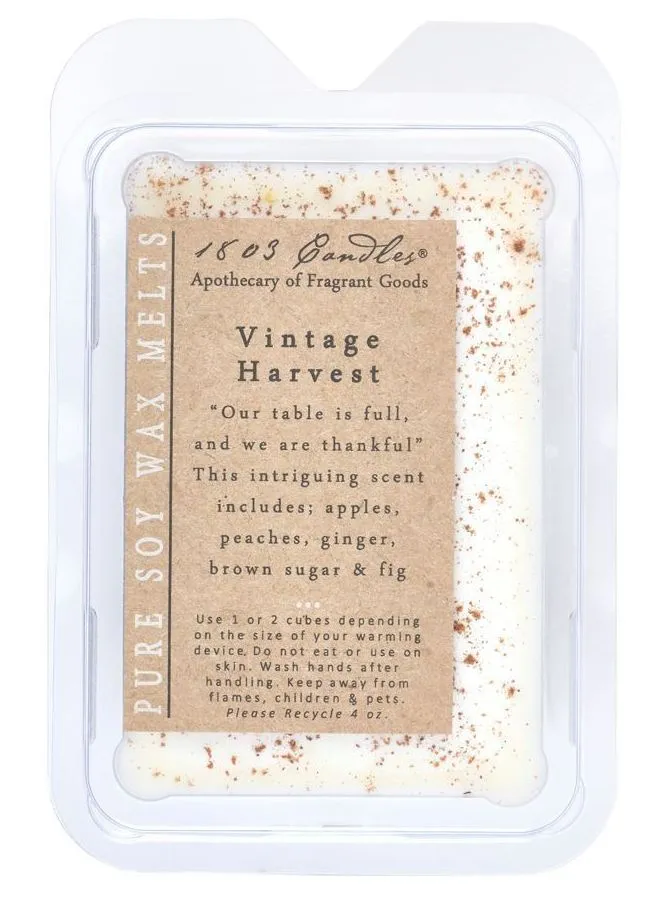 1803 Candles®
Apothecary of Fragrant Goods
Vintage
Harvest
“Our table is full,
and we are thankful”
This intriguing scent
includes; apples,
peaches, ginger,
brown sugar & fig
Use 1 or 2 cubes depending
on the size of your warming
device. Do not eat or use on
skin. Wash hands after
handling. Keep away from
flames, children & pets.
Please Recycle 4 oz.
PURE SOY WAX MELTS